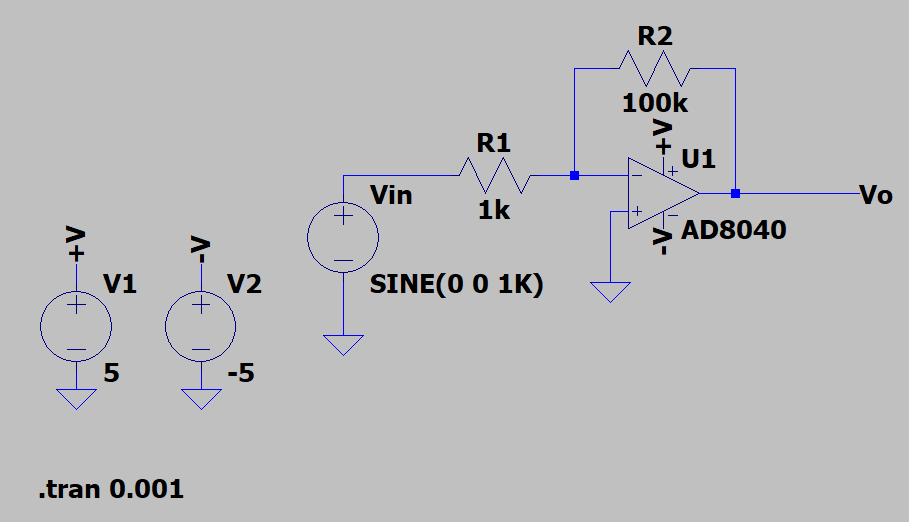 R2
100k
+V
R1
U1
Vin
1k
Vo
+V
-V
-V
AD8040
V1
V2
SINE(0 0 1K)
5
-5
.tran 0.001